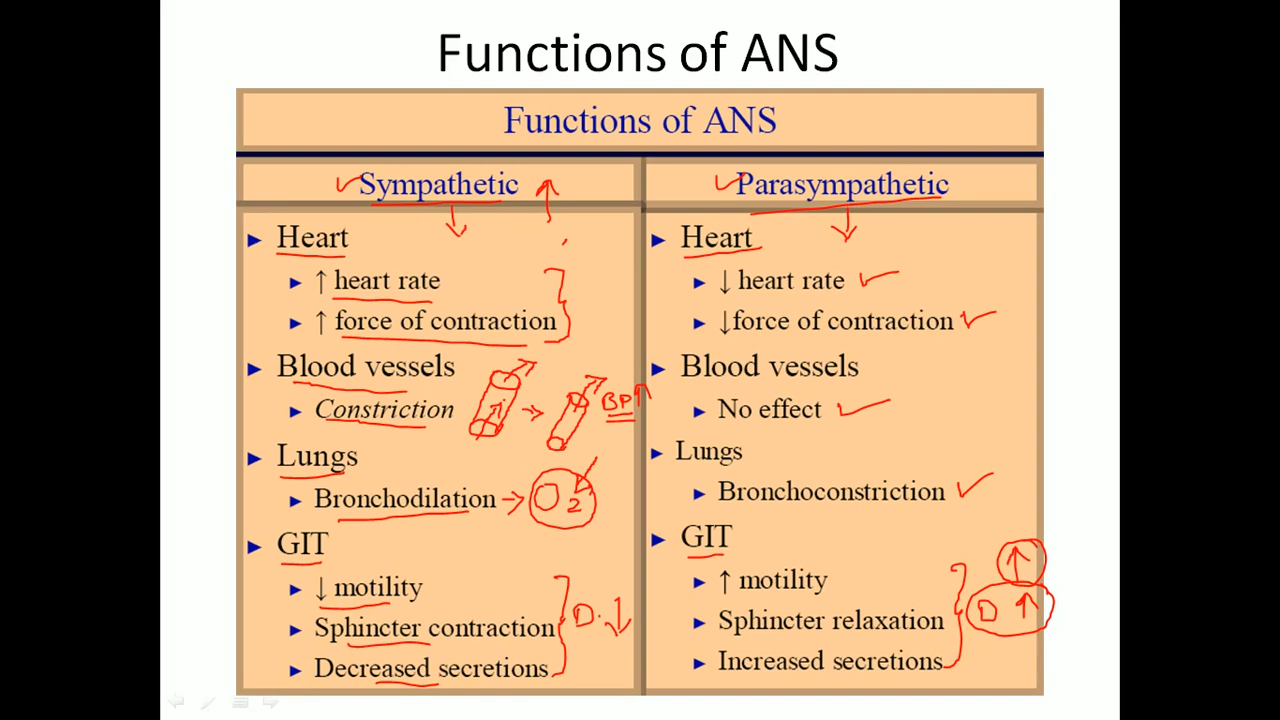 Functions of ANS
Functions of ANS
Sympathetic ↑
► Heart
► ↑ heart rate
► ↑ force of contraction
► Blood vessels
► Constriction BP↑
► Lungs
► Bronchodilation → O2
► GIT
► ↓ motility
► Sphincter contraction D.↓
► Decreased secretions
Parasympathetic
► Heart
► ↓ heart rate
► ↓force of contraction
► Blood vessels
► No effect
► Lungs
► Bronchoconstriction
► GIT
► ↑ motility
► Sphincter relaxation D ↑
► Increased secretions